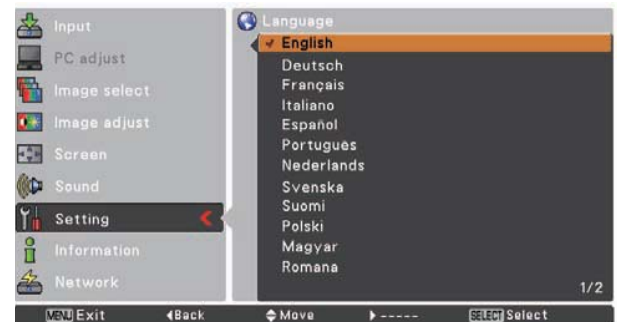 Input
PC adjust
Image select
Image adjust
Screen
Sound
Setting
Information
Network
Language
English
Deutsch
Français
Italiano
Español
Português
Nederlands
Svenska
Suomi
Polski
Magyar
Romana
1/2
MENU Exit
Back
Move
-----
SELECT Select